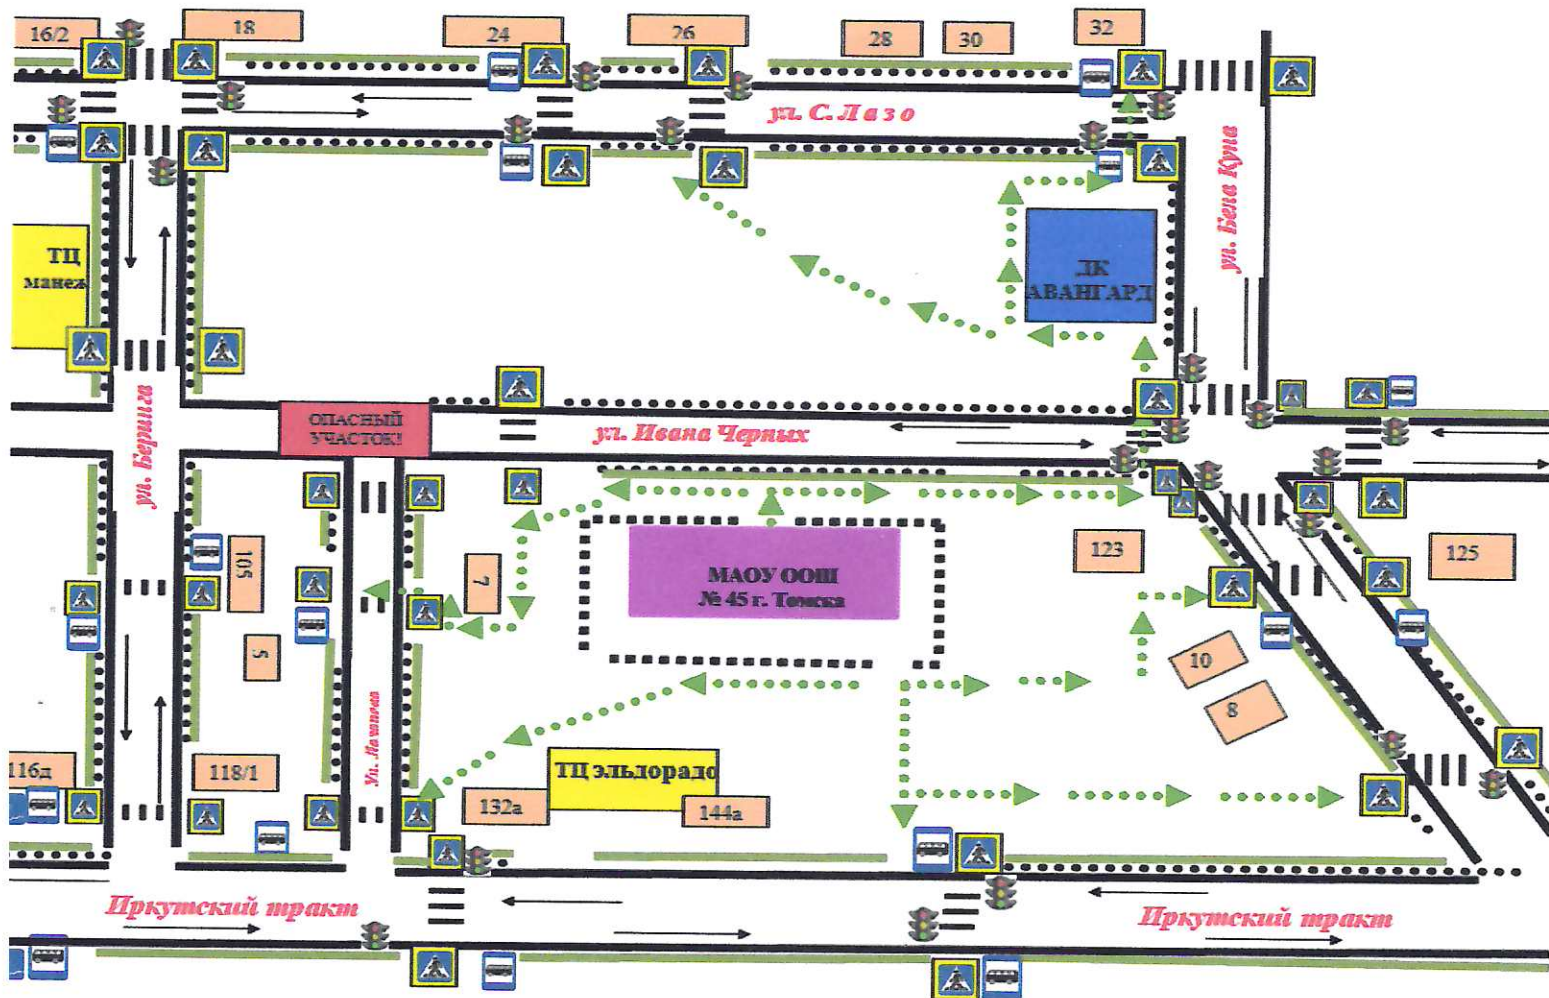 16/2
18
24
26
28
30
32
ул. С. Лазо
ул. Бела Куна
ТЦ
манеж
ДК
АВАНГАРД
ул. Беринга
ОПАСНЫЙ
УЧАСТОК!
ул. Ивана Черных
105
5
7
МАОУ ООШ
№ 45 г. Томска
123
125
10
8
116д
118/1
132а
ТЦ эльдорадо
144а
Иркутский тракт
Иркутский тракт